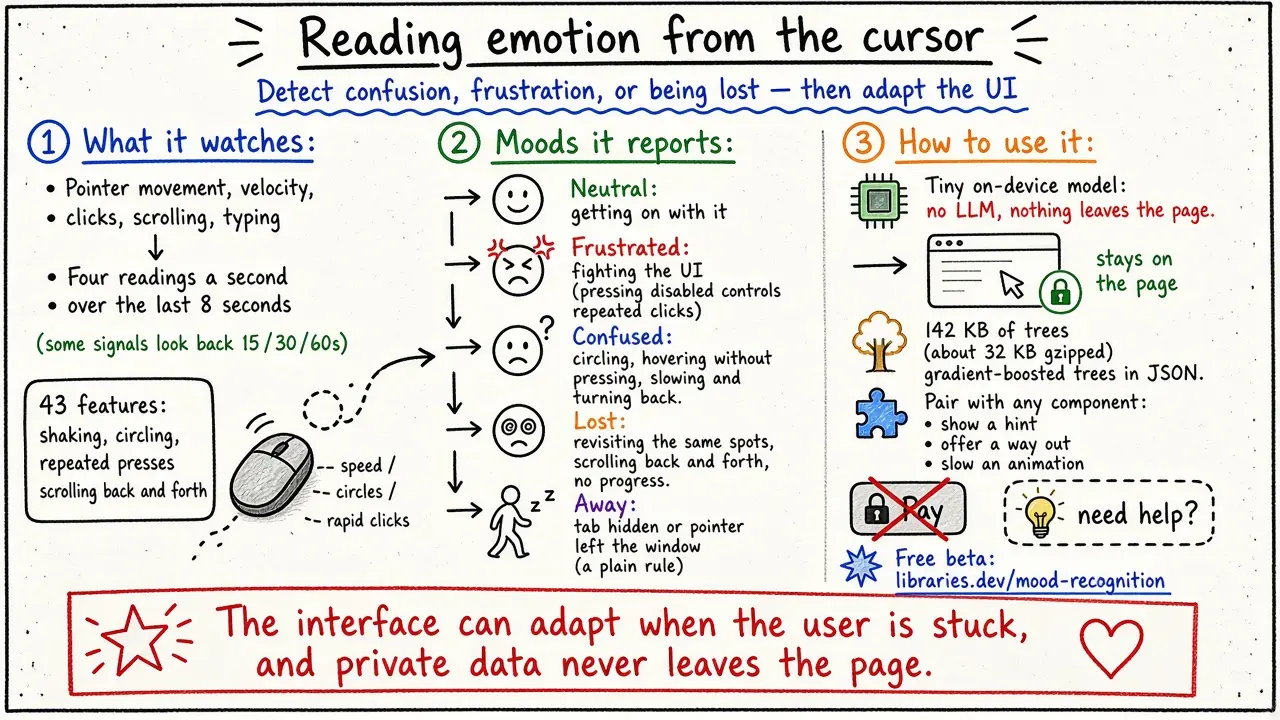 Reading emotion from the cursor
Detect confusion, frustration, or being lost — then adapt the UI
1 What it watches:
• Pointer movement, velocity,
• clicks, scrolling, typing
• Four readings a second
• over the last 8 seconds
(some signals look back 15/30/60s)
43 features:
shaking, circling,
repeated presses
scrolling back and forth
speed /
circles /
rapid clicks
2 Moods it reports:
Neutral:
getting on with it
Frustrated:
fighting the UI
(pressing disabled controls
repeated clicks)
?
Confused:
circling, hovering without
pressing, slowing and
turning back.
Lost:
revisiting the same spots,
scrolling back and forth,
no progress.
z z
Away:
tab hidden or pointer
left the window
(a plain rule)
3 How to use it:
Tiny on-device model:
no LLM, nothing leaves the page.
stays on
the page
142 KB of trees
(about 32 KB gzipped)
gradient-boosted trees in JSON.
Pair with any component:
• show a hint
• offer a way out
• slow an animation
Pay
need help?
Free beta:
libraries.dev/mood-recognition
The interface can adapt when the user is stuck,
and private data never leaves the page.